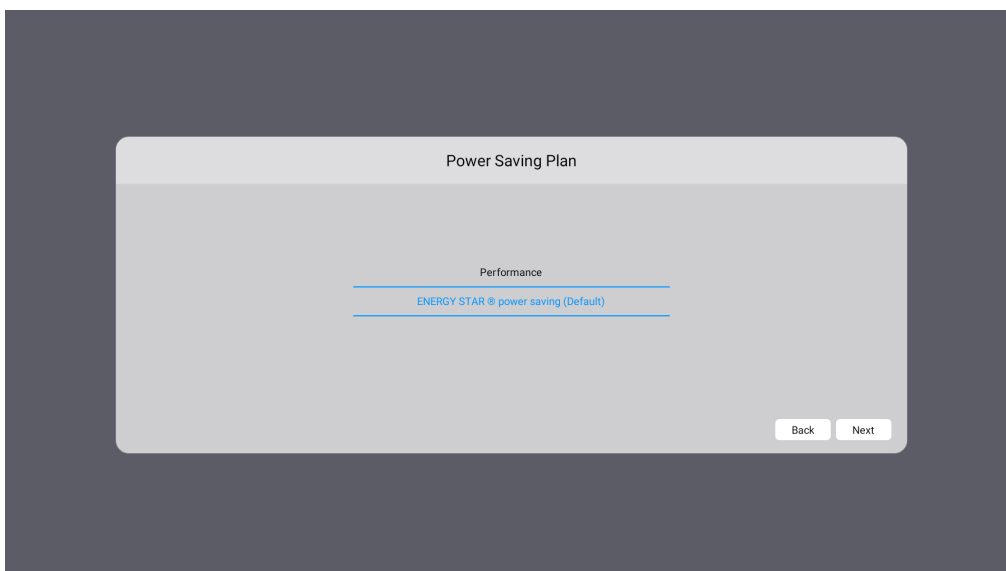 Power Saving Plan
Performance
ENERGY STAR ® power saving (Default)
Back Next